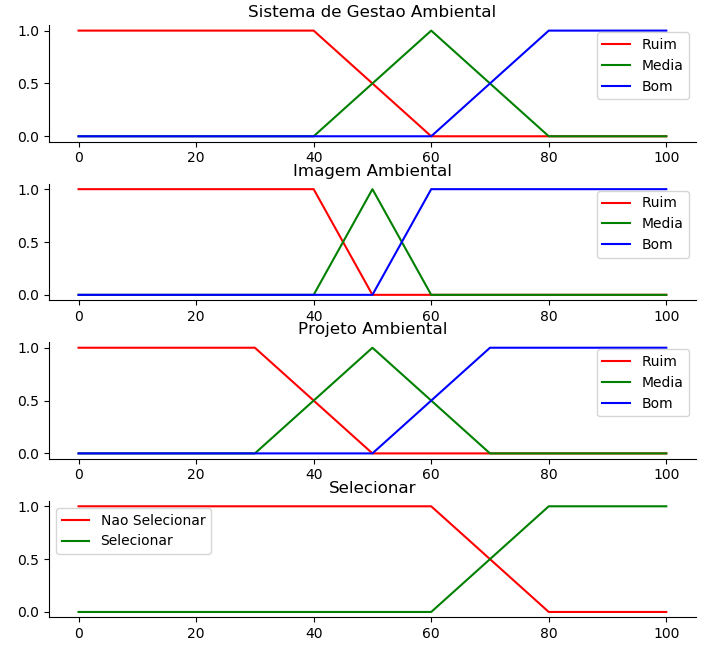 Sistema de Gestao Ambiental
1.0
0.5
0.0
Ruim
Media
Bom
0 20 40 60 80 100
Imagem Ambiental
1.0
0.5
0.0
Ruim
Media
Bom
0 20 40 60 80 100
Projeto Ambiental
1.0
0.5
0.0
Ruim
Media
Bom
0 20 40 60 80 100
Selecionar
1.0
0.5
0.0
Nao Selecionar
Selecionar
0 20 40 60 80 100